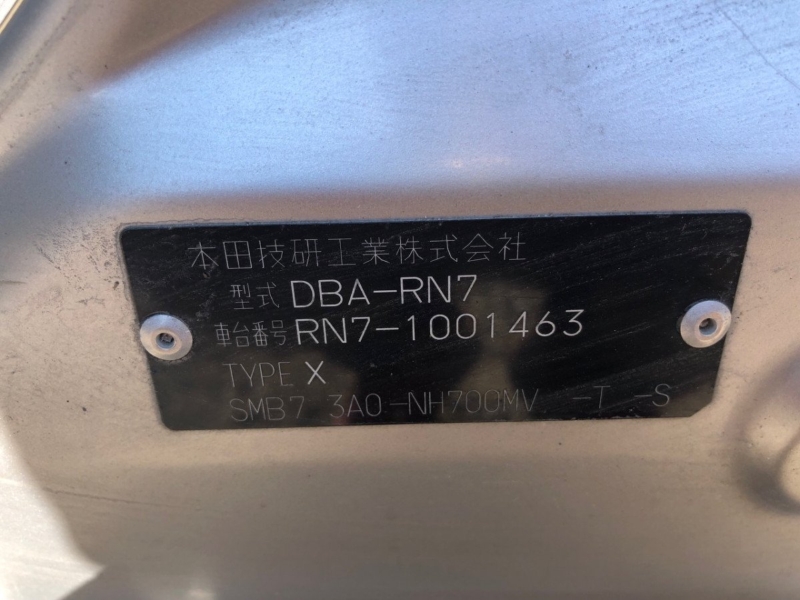 本田技研工業株式会社
型式 DBA-RN7
車台番号 RN7-1001463
TYPE X
SMB7 3A0-NH700MV -T -S